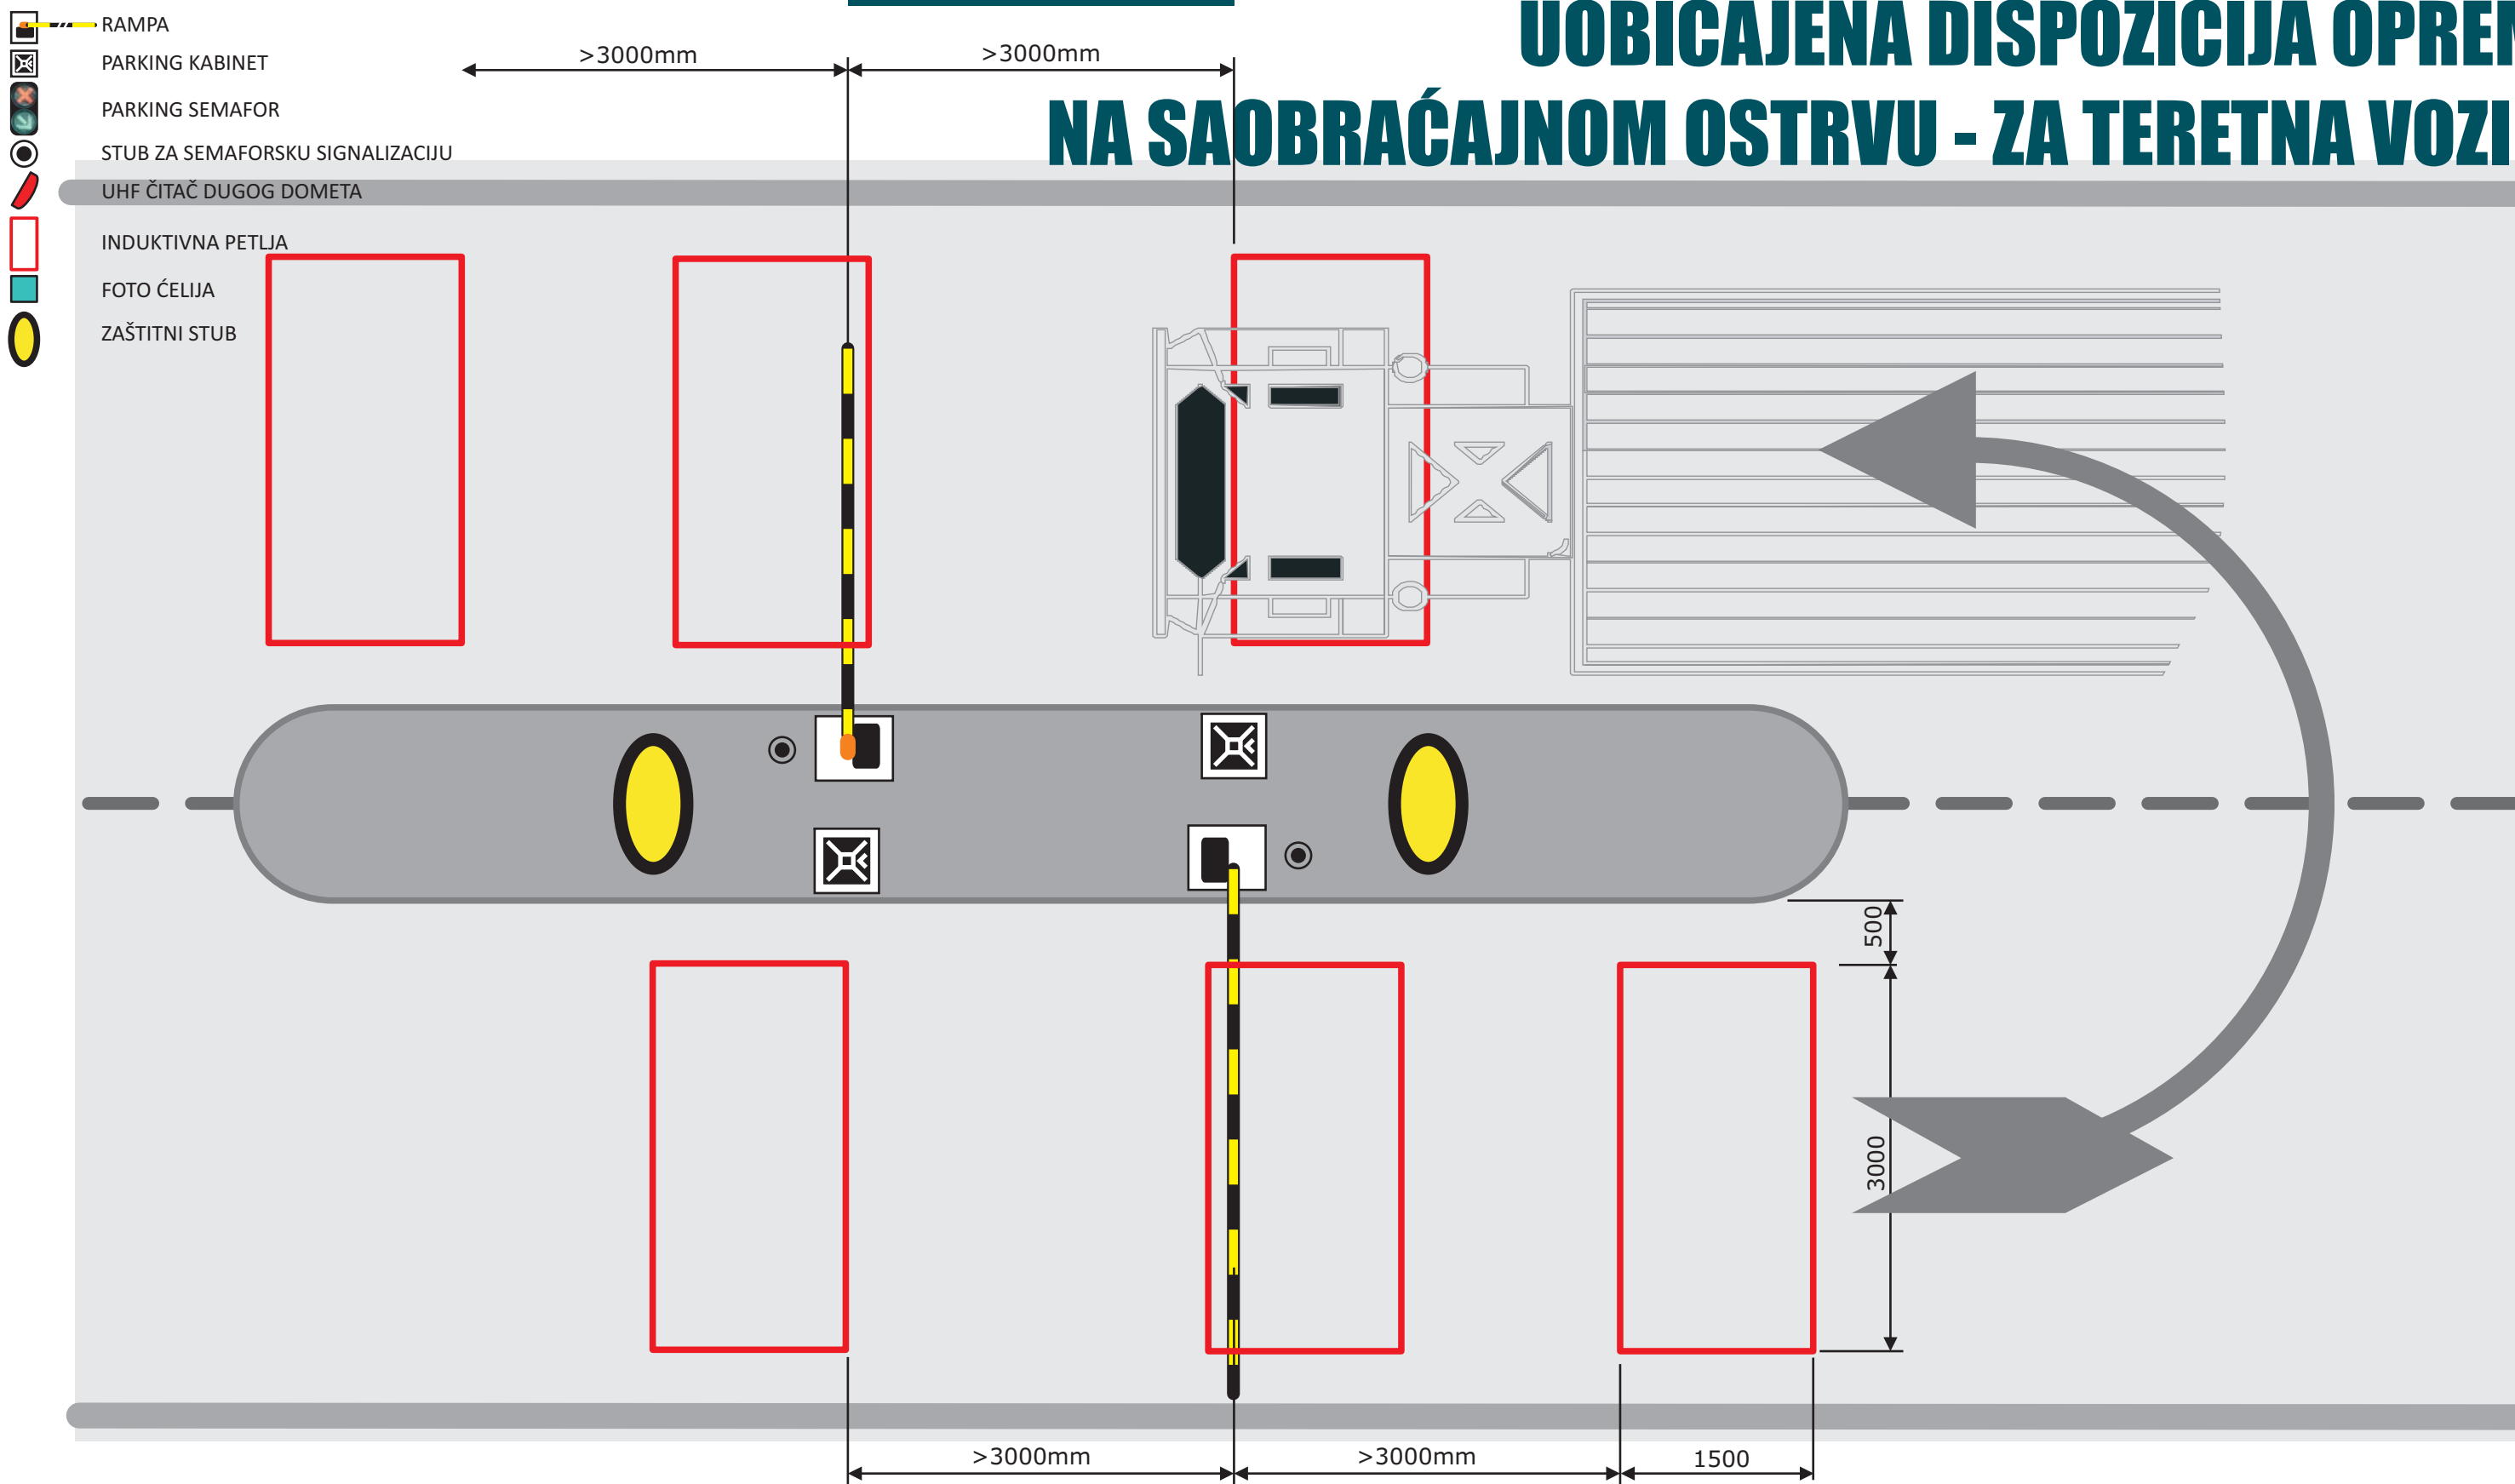 UOBICAJENA DISPOZICIJA OPREM
NA SAOBRAĆAJNOM OSTRVU - ZA TERETNA VOZI
RAMPA
PARKING KABINET
PARKING SEMAFOR
STUB ZA SEMAFORSKU SIGNALIZACIJU
UHF ČITAČ DUGOG DOMETA
INDUKTIVNA PETLJA
FOTO ĆELIJA
ZAŠTITNI STUB
>3000mm
>3000mm
500
3000
>3000mm
>3000mm
1500